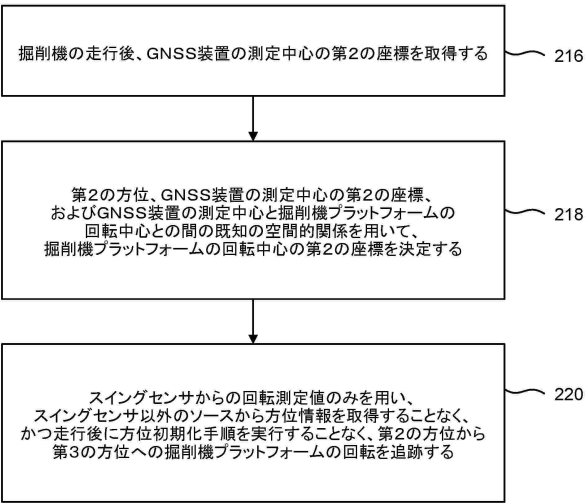 掘削機の走行後、GNSS装置の測定中心の第2の座標を取得する
216
第2の方位、GNSS装置の測定中心の第2の座標、
およびGNSS装置の測定中心と掘削機プラットフォームの
回転中心との間の既知の空間的関係を用いて、
掘削機プラットフォームの回転中心の第2の座標を決定する
218
スイングセンサからの回転測定値のみを用い、
スイングセンサ以外のソースから方位情報を取得することなく、
かつ走行後に方位初期化手順を実行することなく、第2の方位から
第3の方位への掘削機プラットフォームの回転を追跡する
220